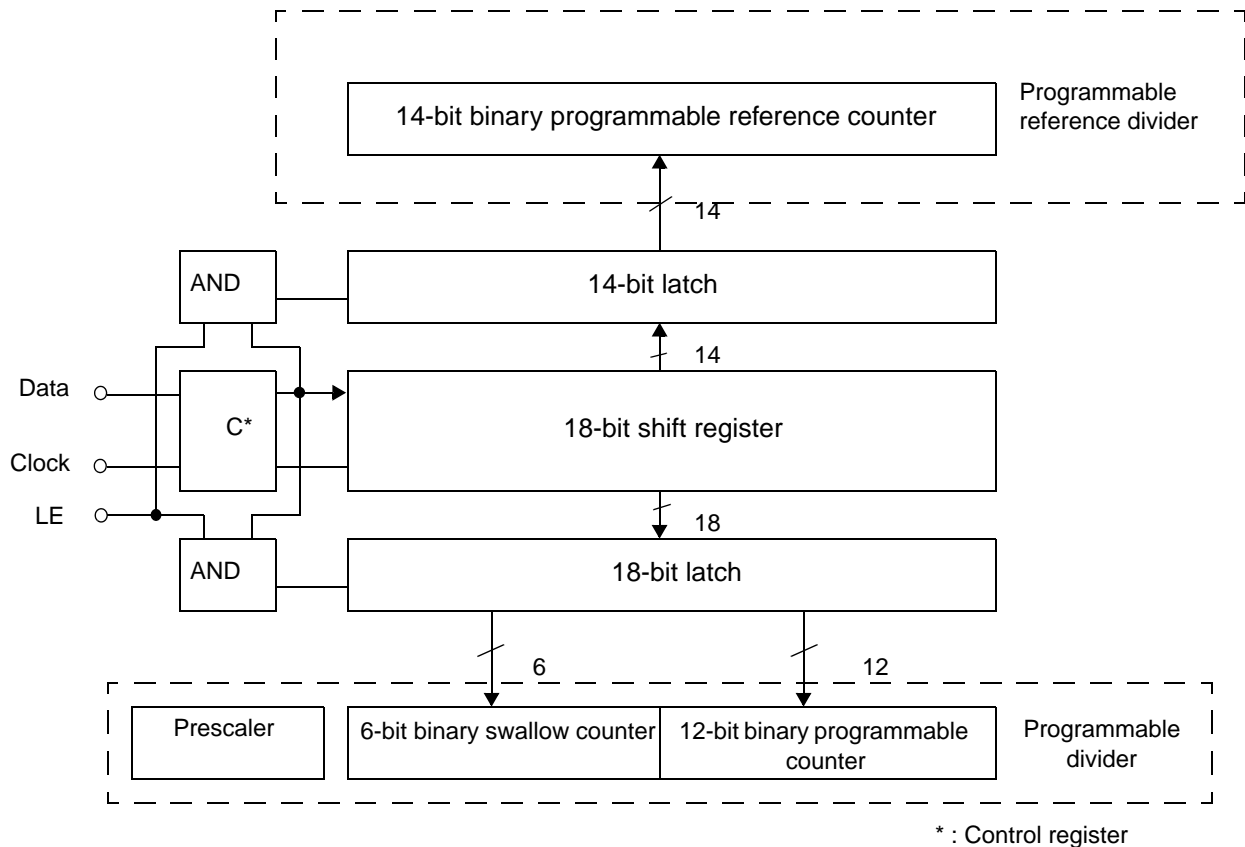 14-bit binary programmable reference counter
Programmable
reference divider
14
AND
14-bit latch
14
Data
C*
18-bit shift register
Clock
LE
18
AND
18-bit latch
6
12
Prescaler
6-bit binary swallow counter
12-bit binary programmable
counter
Programmable
divider
* : Control register